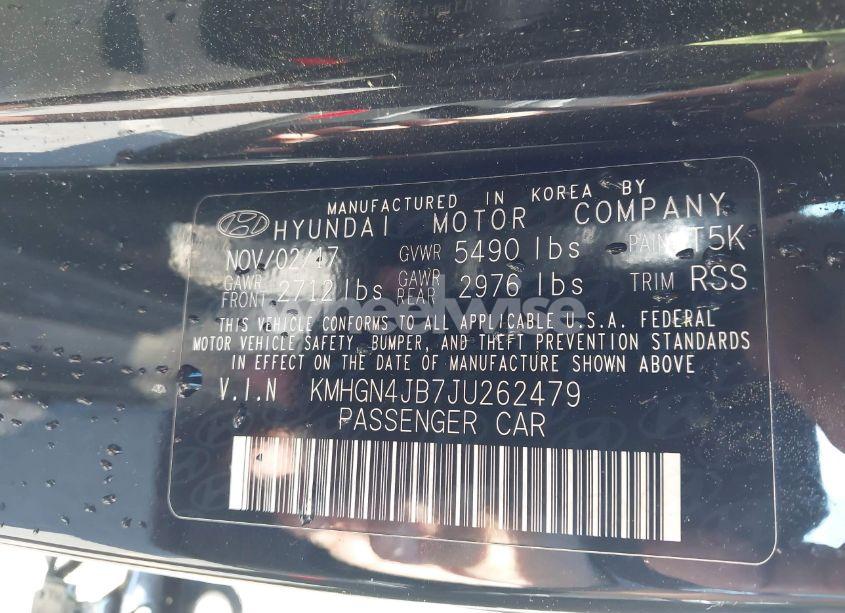 MANUFACTURED IN KOREA BY
HYUNDAI MOTOR COMPANY
NOV/02/17 GVWR 5490 lbs PAINT T5K
GAWR FRONT 2712 lbs GAWR REAR 2976 lbs TRIM RSS
wheelwise
THIS VEHICLE CONFORMS TO ALL APPLICABLE U.S.A. FEDERAL
MOTOR VEHICLE SAFETY, BUMPER, AND THEFT PREVENTION STANDARDS
IN EFFECT ON THE DATE OF MANUFACTURE SHOWN ABOVE
V.I.N KMHGN4JB7JU262479
PASSENGER CAR